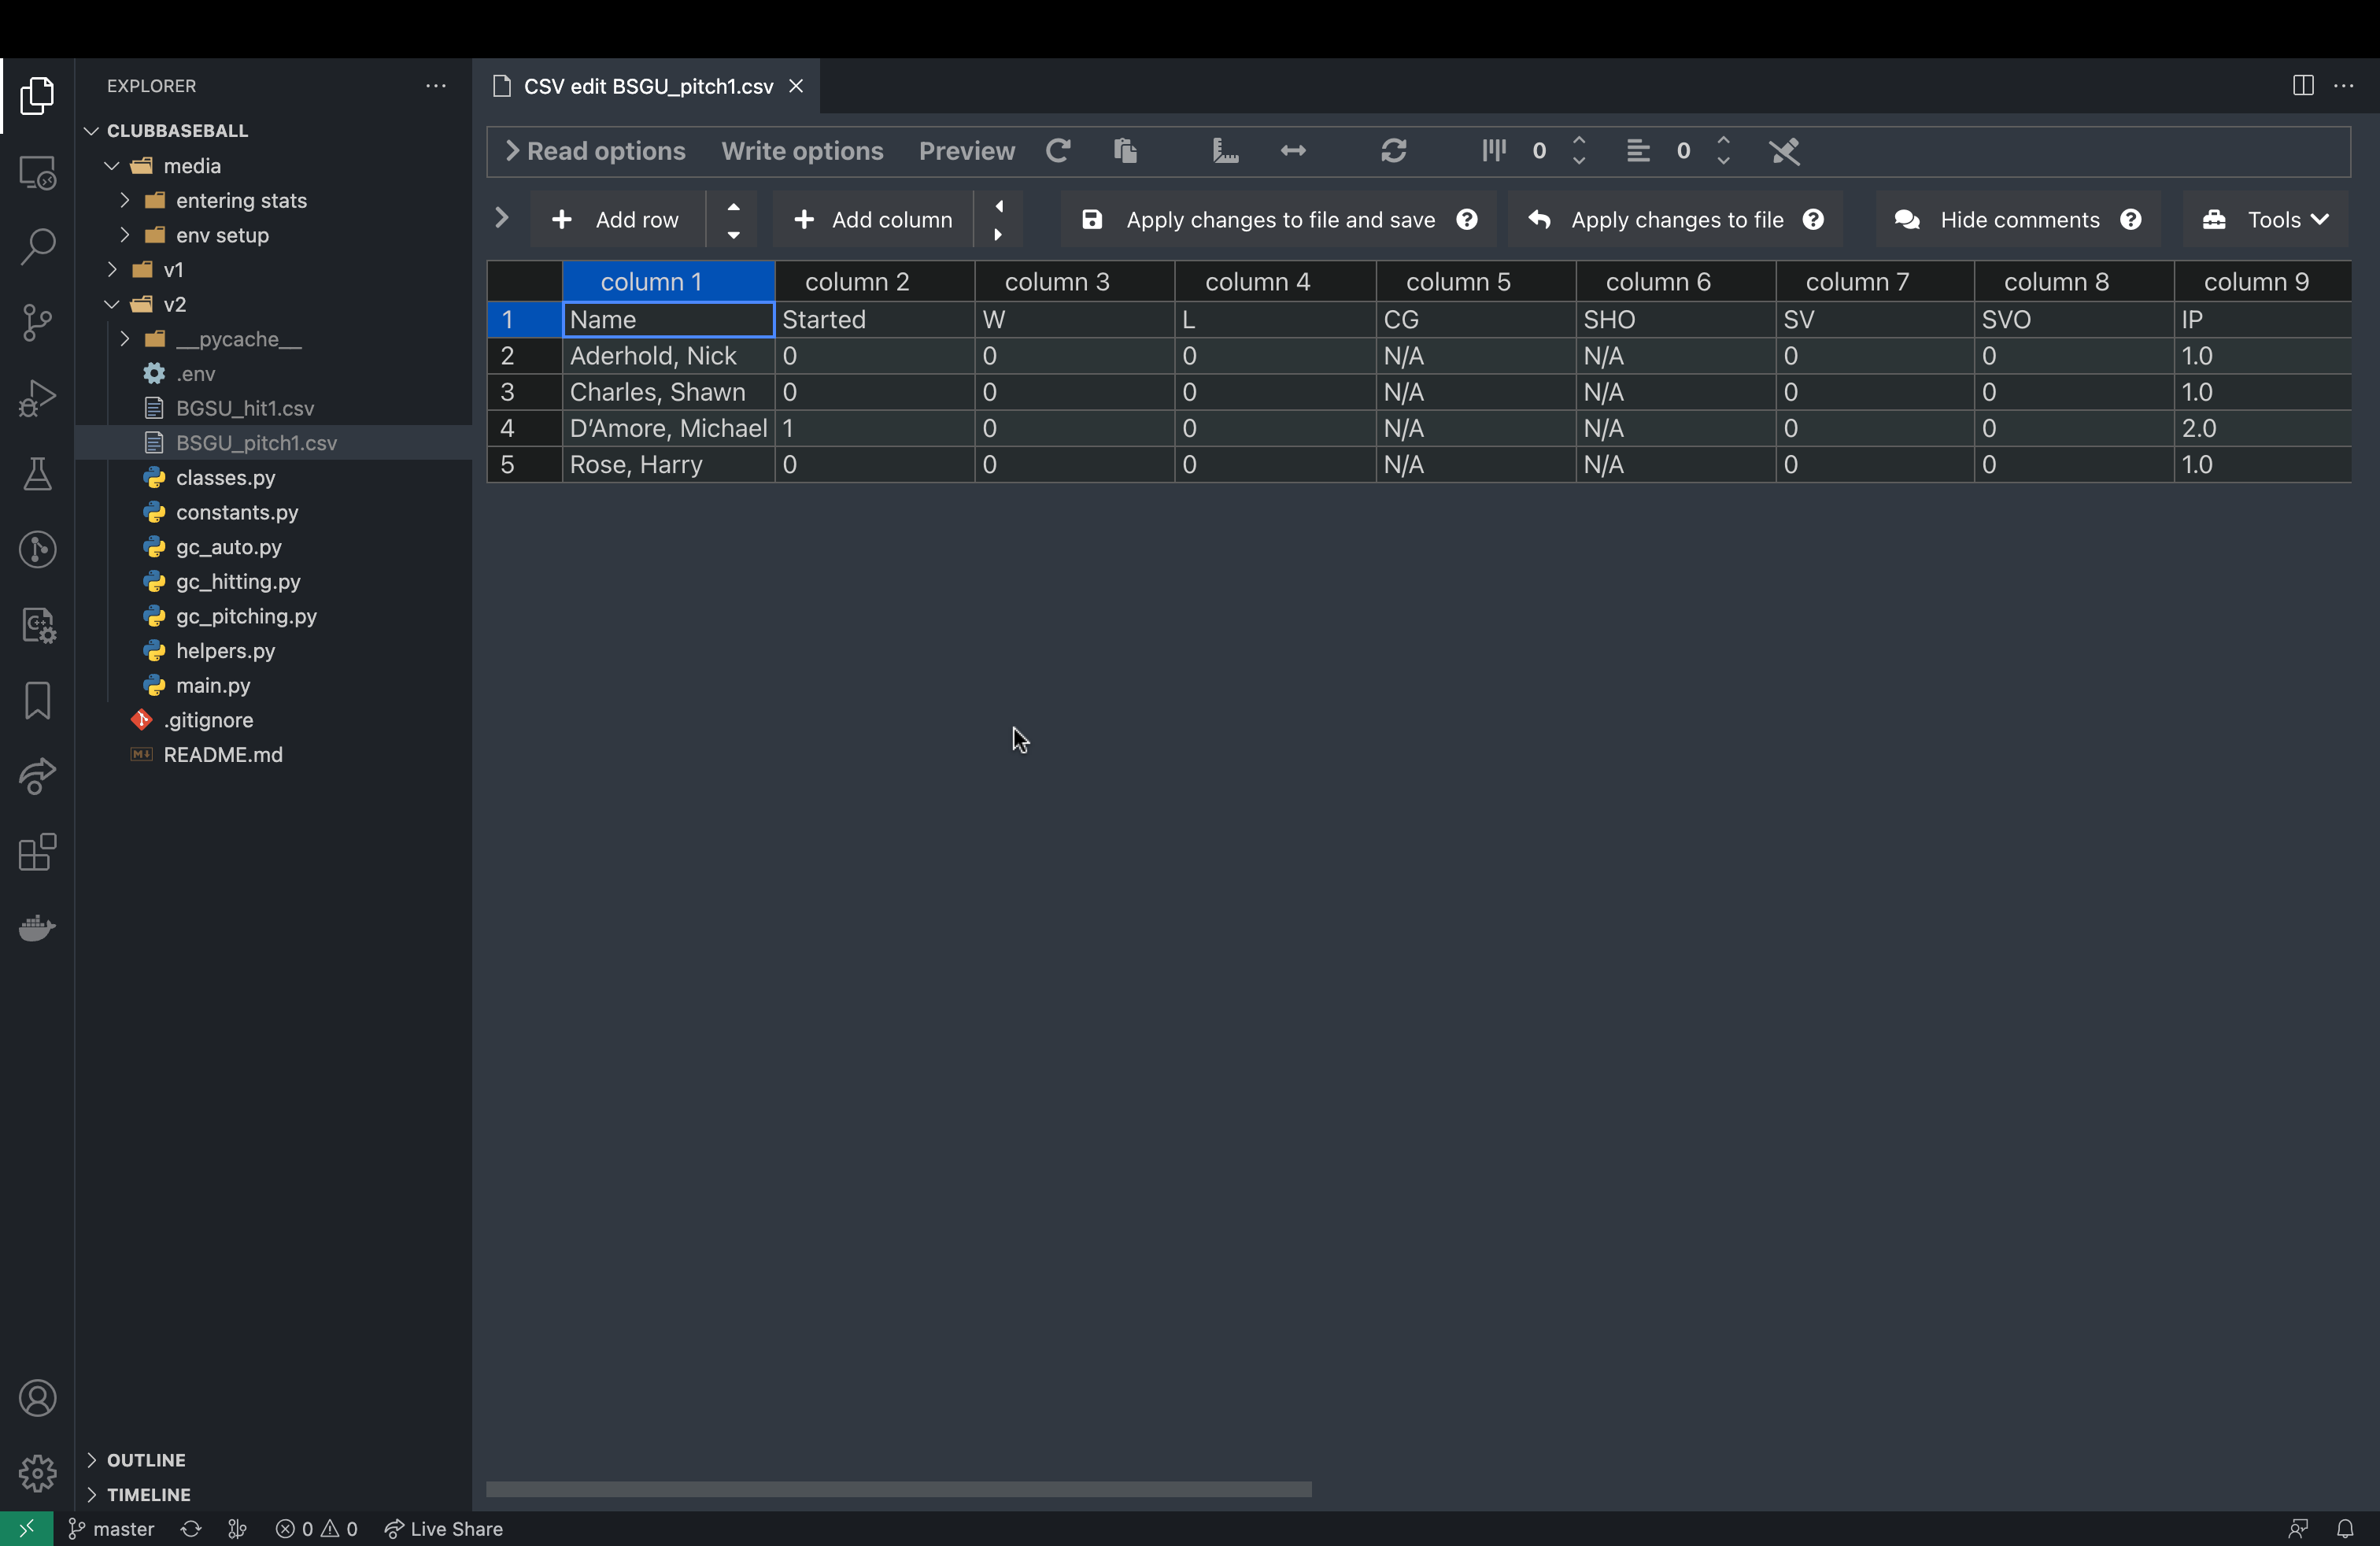 EXPLORER
CLUBBASEBALL
media
entering stats
env setup
v1
v2
__pycache__
.env
BGSU_hit1.csv
BSGU_pitch1.csv
classes.py
constants.py
gc_auto.py
gc_hitting.py
gc_pitching.py
helpers.py
main.py
.gitignore
README.md
OUTLINE
TIMELINE
CSV edit BSGU_pitch1.csv
Read options Write options Preview 0 0
Add row Add column Apply changes to file and save Apply changes to file Hide comments Tools
column 1 column 2 column 3 column 4 column 5 column 6 column 7 column 8 column 9
1 Name Started W L CG SHO SV SVO IP
2 Aderhold, Nick 0 0 0 N/A N/A 0 0 1.0
3 Charles, Shawn 0 0 0 N/A N/A 0 0 1.0
4 D’Amore, Michael 1 0 0 N/A N/A 0 0 2.0
5 Rose, Harry 0 0 0 N/A N/A 0 0 1.0
master 0 0 Live Share